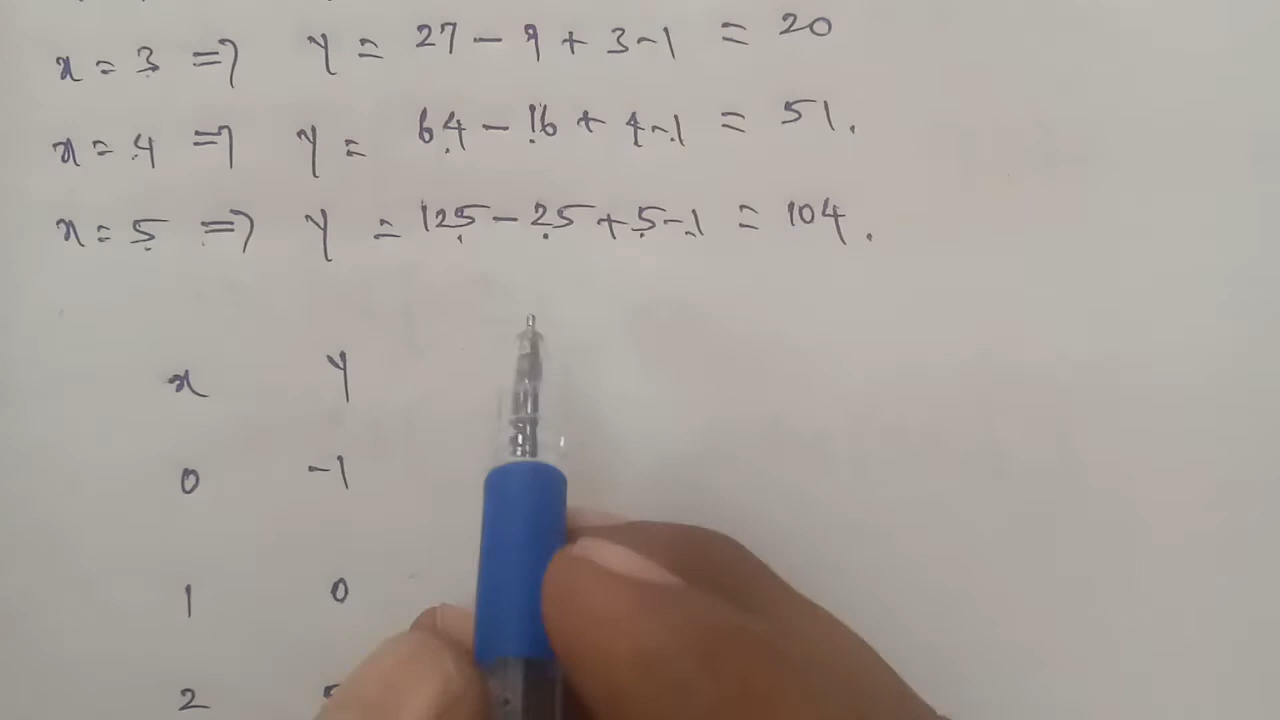 x = 3 ⇒ y = 27 - 9 + 3 - 1 = 20
x = 4 ⇒ y = 64 - 16 + 4 - 1 = 51.
x = 5 ⇒ y = 125 - 25 + 5 - 1 = 104.
x y
0 -1
1 0
2